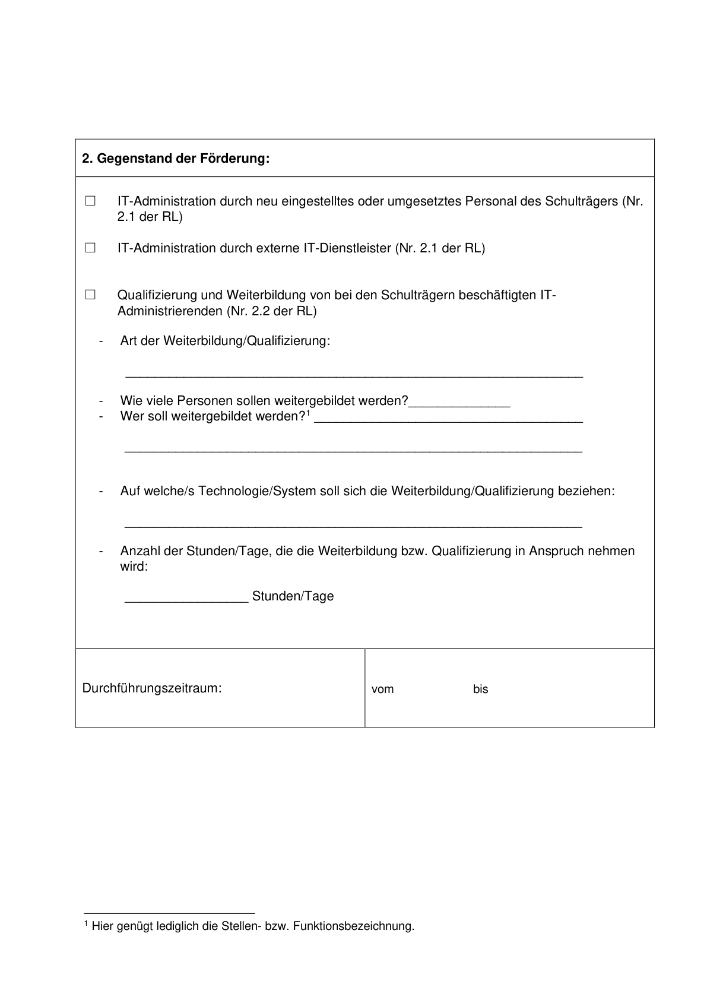 2. Gegenstand der Förderung:
☐ IT-Administration durch neu eingestelltes oder umgesetztes Personal des Schulträgers (Nr.
2.1 der RL)
☐ IT-Administration durch externe IT-Dienstleister (Nr. 2.1 der RL)
☐ Qualifizierung und Weiterbildung von bei den Schulträgern beschäftigten IT-
Administrierenden (Nr. 2.2 der RL)
- Art der Weiterbildung/Qualifizierung:
_______________________________________________________________
- Wie viele Personen sollen weitergebildet werden?______________
- Wer soll weitergebildet werden?¹ _____________________________________
_______________________________________________________________
- Auf welche/s Technologie/System soll sich die Weiterbildung/Qualifizierung beziehen:
_______________________________________________________________
- Anzahl der Stunden/Tage, die die Weiterbildung bzw. Qualifizierung in Anspruch nehmen
wird:
_________________ Stunden/Tage
Durchführungszeitraum: vom bis
¹ Hier genügt lediglich die Stellen- bzw. Funktionsbezeichnung.